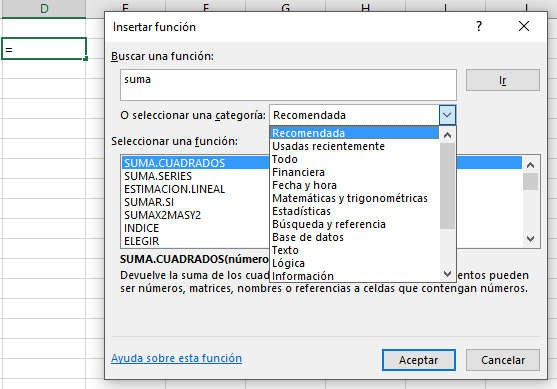 D E F G H I J
=
Insertar función
Buscar una función:
suma
Ir
O seleccionar una categoría: Recomendada
Recomendada
Usadas recientemente
Todo
Financiera
Fecha y hora
Matemáticas y trigonométricas
Estadísticas
Búsqueda y referencia
Base de datos
Texto
Lógica
Información
Seleccionar una función:
SUMA.CUADRADOS
SUMA.SERIES
ESTIMACION.LINEAL
SUMAR.SI
SUMAX2MASY2
INDICE
ELEGIR
SUMA.CUADRADOS(número
Devuelve la suma de los cuad entos pueden
ser números, matrices, nombres o referencias a celdas que contengan números.
Ayuda sobre esta función
Aceptar
Cancelar